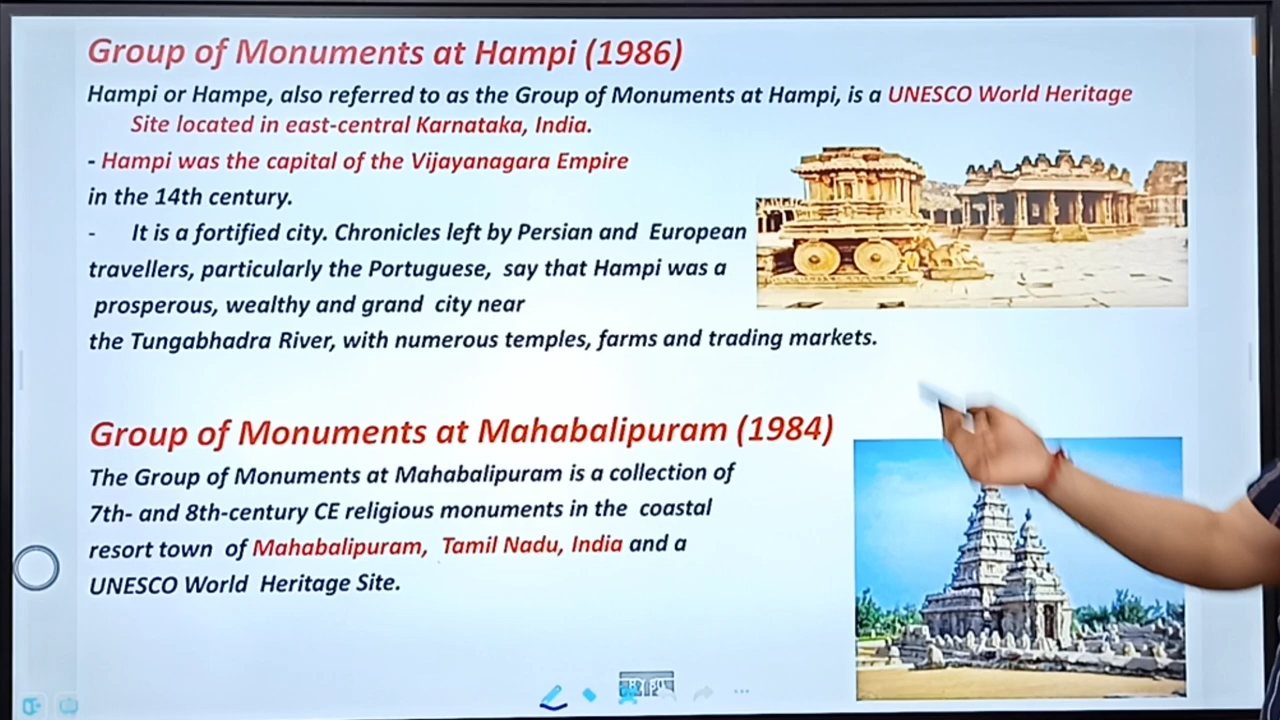 Group of Monuments at Hampi (1986)
Hampi or Hampe, also referred to as the Group of Monuments at Hampi, is a UNESCO World Heritage
Site located in east-central Karnataka, India.
- Hampi was the capital of the Vijayanagara Empire
in the 14th century.
- It is a fortified city. Chronicles left by Persian and European
travellers, particularly the Portuguese, say that Hampi was a
prosperous, wealthy and grand city near
the Tungabhadra River, with numerous temples, farms and trading markets.
Group of Monuments at Mahabalipuram (1984)
The Group of Monuments at Mahabalipuram is a collection of
7th- and 8th-century CE religious monuments in the coastal
resort town of Mahabalipuram, Tamil Nadu, India and a
UNESCO World Heritage Site.